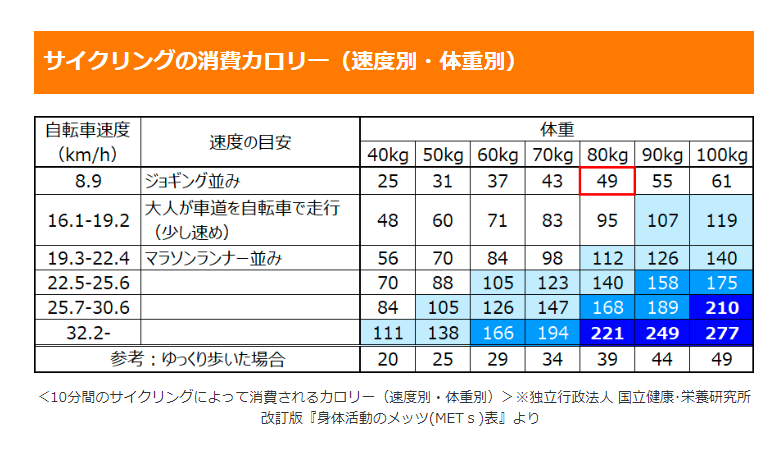 サイクリングの消費カロリー（速度別・体重別）
自転車速度 速度の目安 体重
（km/h） 40kg 50kg 60kg 70kg 80kg 90kg 100kg
8.9 ジョギング並み 25 31 37 43 49 55 61
16.1-19.2 大人が車道を自転車で走行 48 60 71 83 95 107 119
（少し速め）
19.3-22.4 マラソンランナー並み 56 70 84 98 112 126 140
22.5-25.6 70 88 105 123 140 158 175
25.7-30.6 84 105 126 147 168 189 210
32.2- 111 138 166 194 221 249 277
参考：ゆっくり歩いた場合 20 25 29 34 39 44 49
＜10分間のサイクリングによって消費されるカロリー（速度別・体重別）＞※独立行政法人 国立健康･栄養研究所
改訂版『身体活動のメッツ(METｓ)表』より